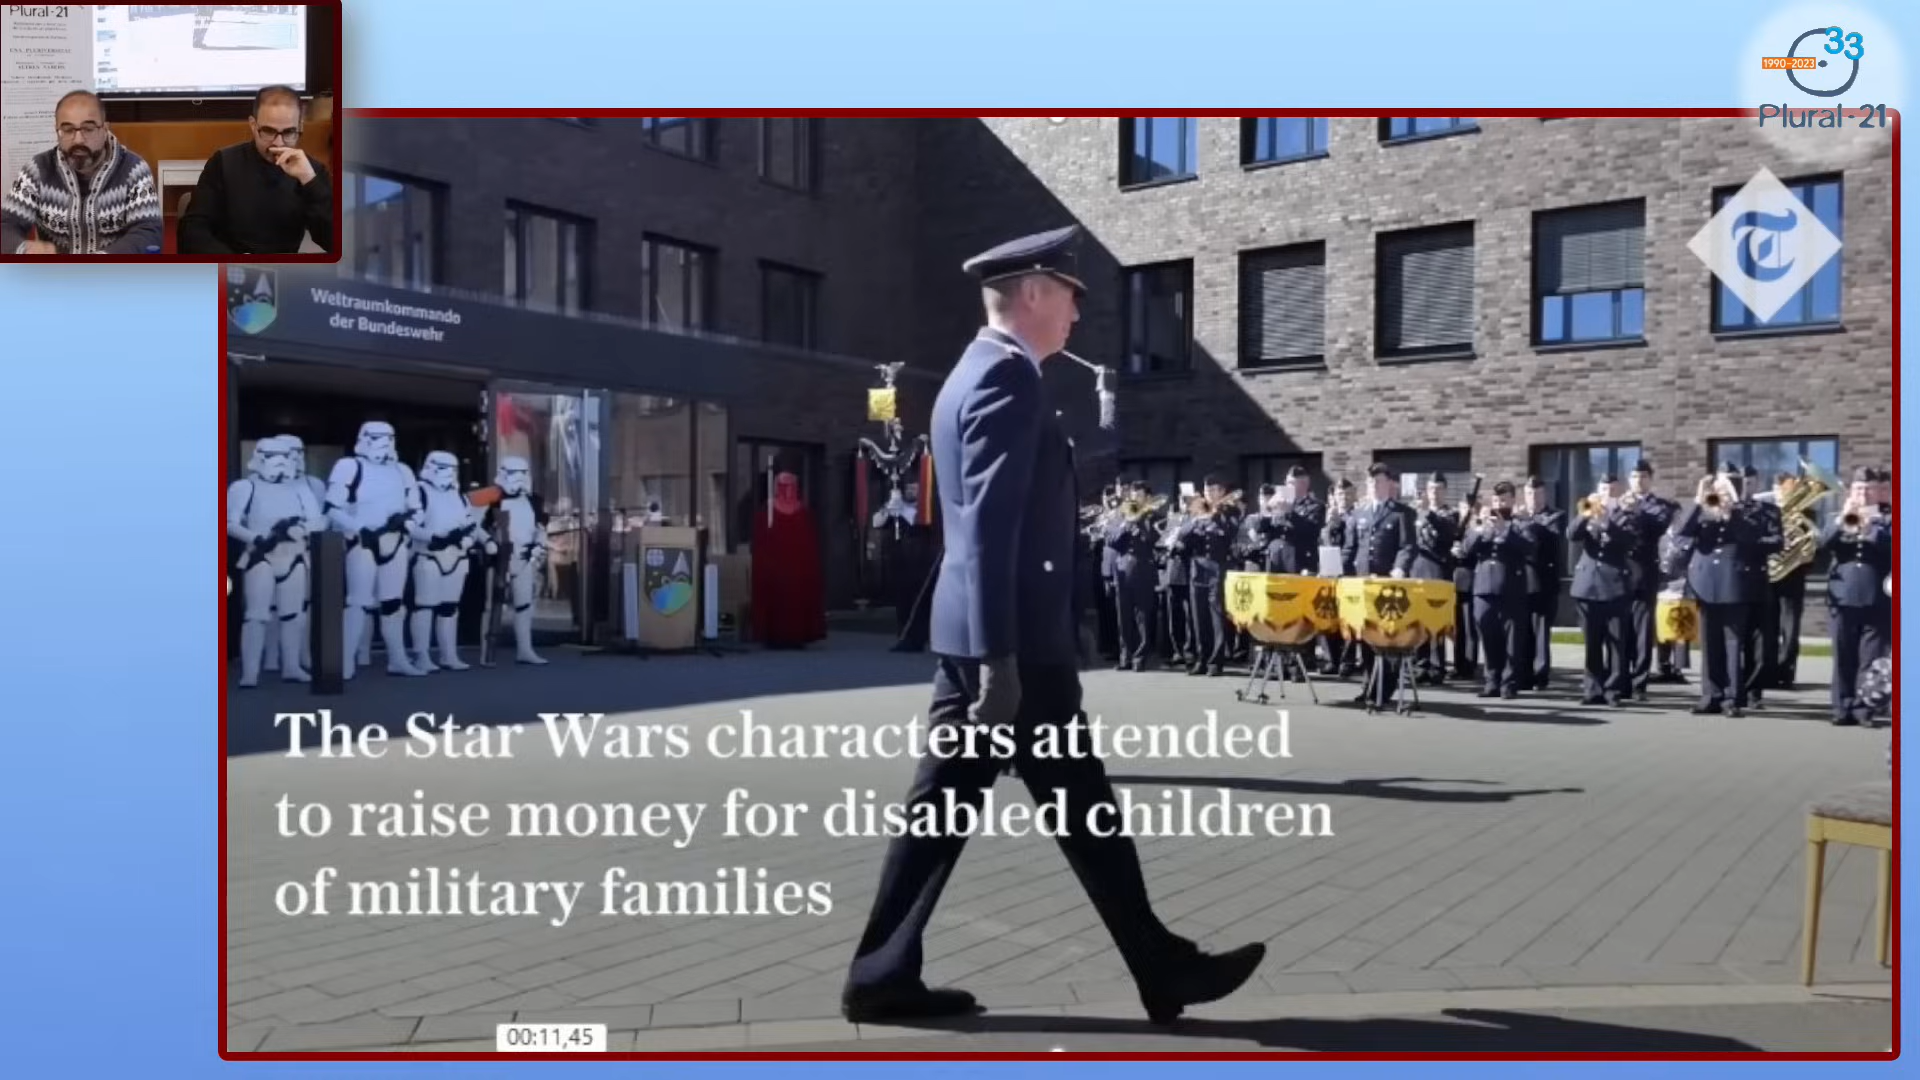 Plural-21
33
1990-2023
Plural-21
T
Weltraumkommando
der Bundeswehr
The Star Wars characters attended
to raise money for disabled children
of military families
00:11,45